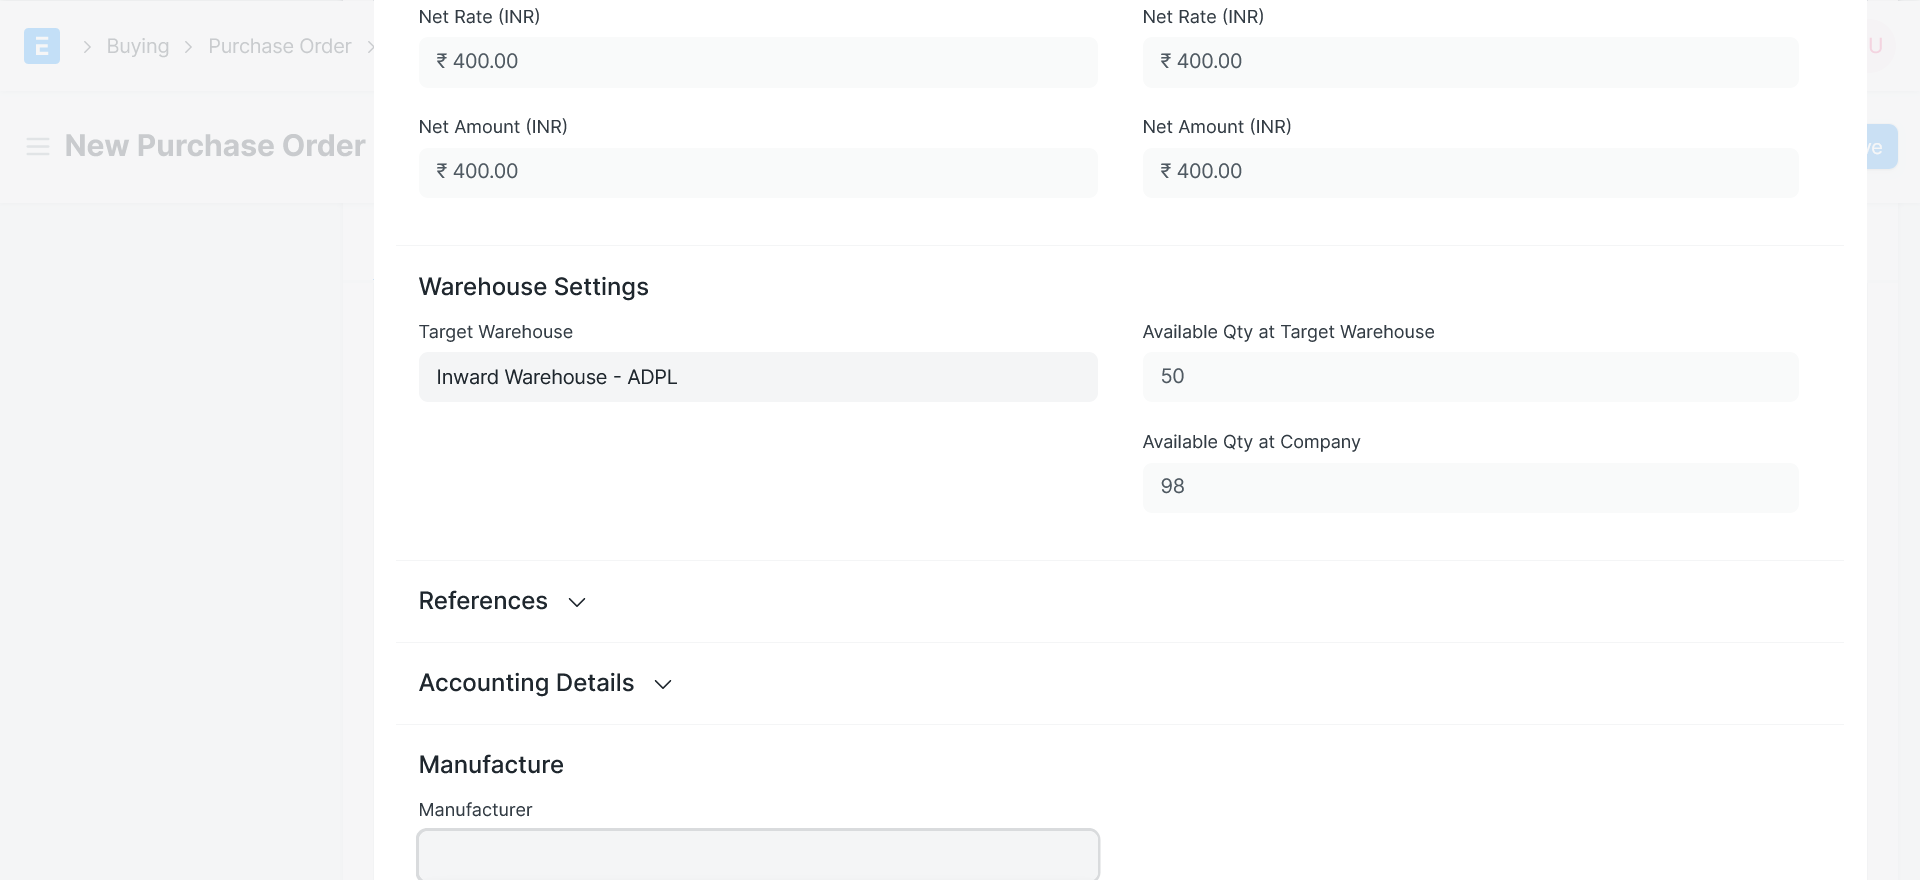 Buying
Purchase Order
U
New Purchase Order
ve
Net Rate (INR)
₹ 400.00
Net Amount (INR)
₹ 400.00
Net Rate (INR)
₹ 400.00
Net Amount (INR)
₹ 400.00
Warehouse Settings
Target Warehouse
Inward Warehouse - ADPL
Available Qty at Target Warehouse
50
Available Qty at Company
98
References
Accounting Details
Manufacture
Manufacturer